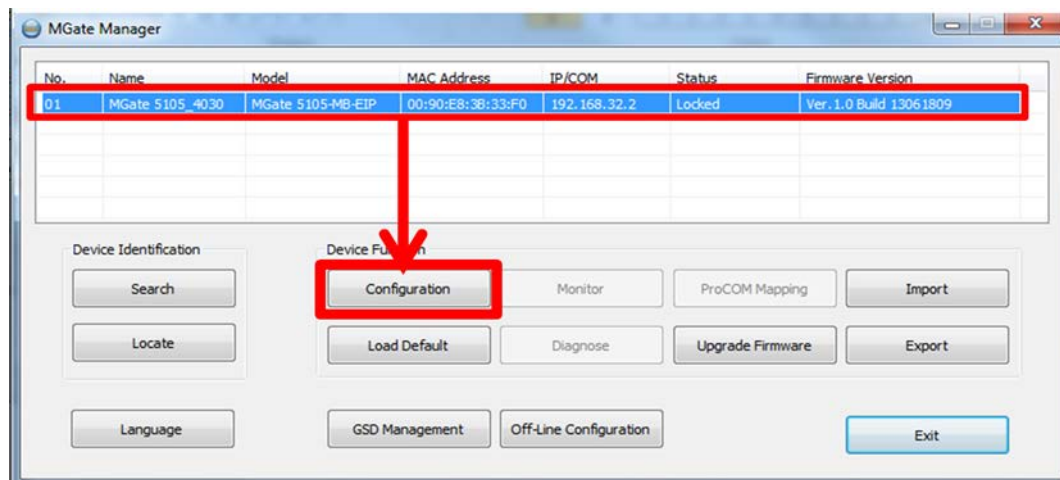 MGate Manager
No. Name Model MAC Address IP/COM Status Firmware Version
01 MGate 5105_4030 MGate 5105-MB-EIP 00:90:E8:3B:33:F0 192.168.32.2 Locked Ver.1.0 Build 13061809
Device Identification
Search
Locate
Configuration Monitor ProCOM Mapping Import
Load Default Diagnose Upgrade Firmware Export
Language GSD Management Off-Line Configuration Exit